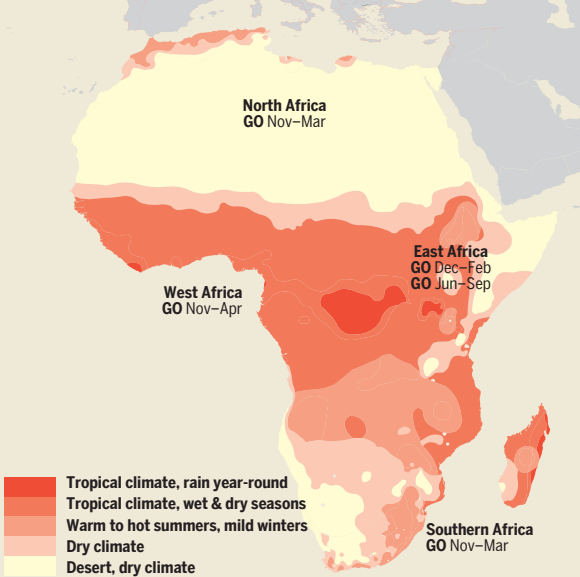 North Africa
GO Nov–Mar
East Africa
GO Dec–Feb
GO Jun–Sep
West Africa
GO Nov–Apr
Tropical climate, rain year-round
Tropical climate, wet & dry seasons
Warm to hot summers, mild winters
Dry climate
Desert, dry climate
Southern Africa
GO Nov–Mar